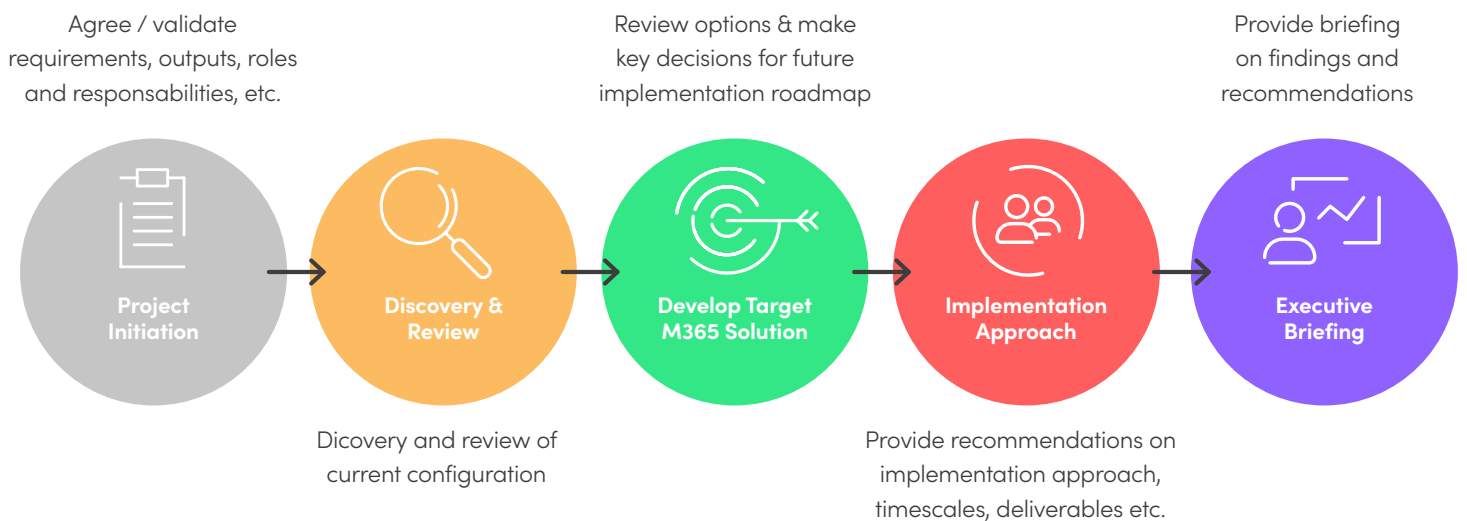 Agree / validate
requirements, outputs, roles
and responsabilities, etc.
Project
Initiation
Discovery &
Review
Dicovery and review of
current configuration
Review options & make
key decisions for future
implementation roadmap
Develop Target
M365 Solution
Implementation
Approach
Provide recommendations on
implementation approach,
timescales, deliverables etc.
Provide briefing
on findings and
recommendations
Executive
Briefing